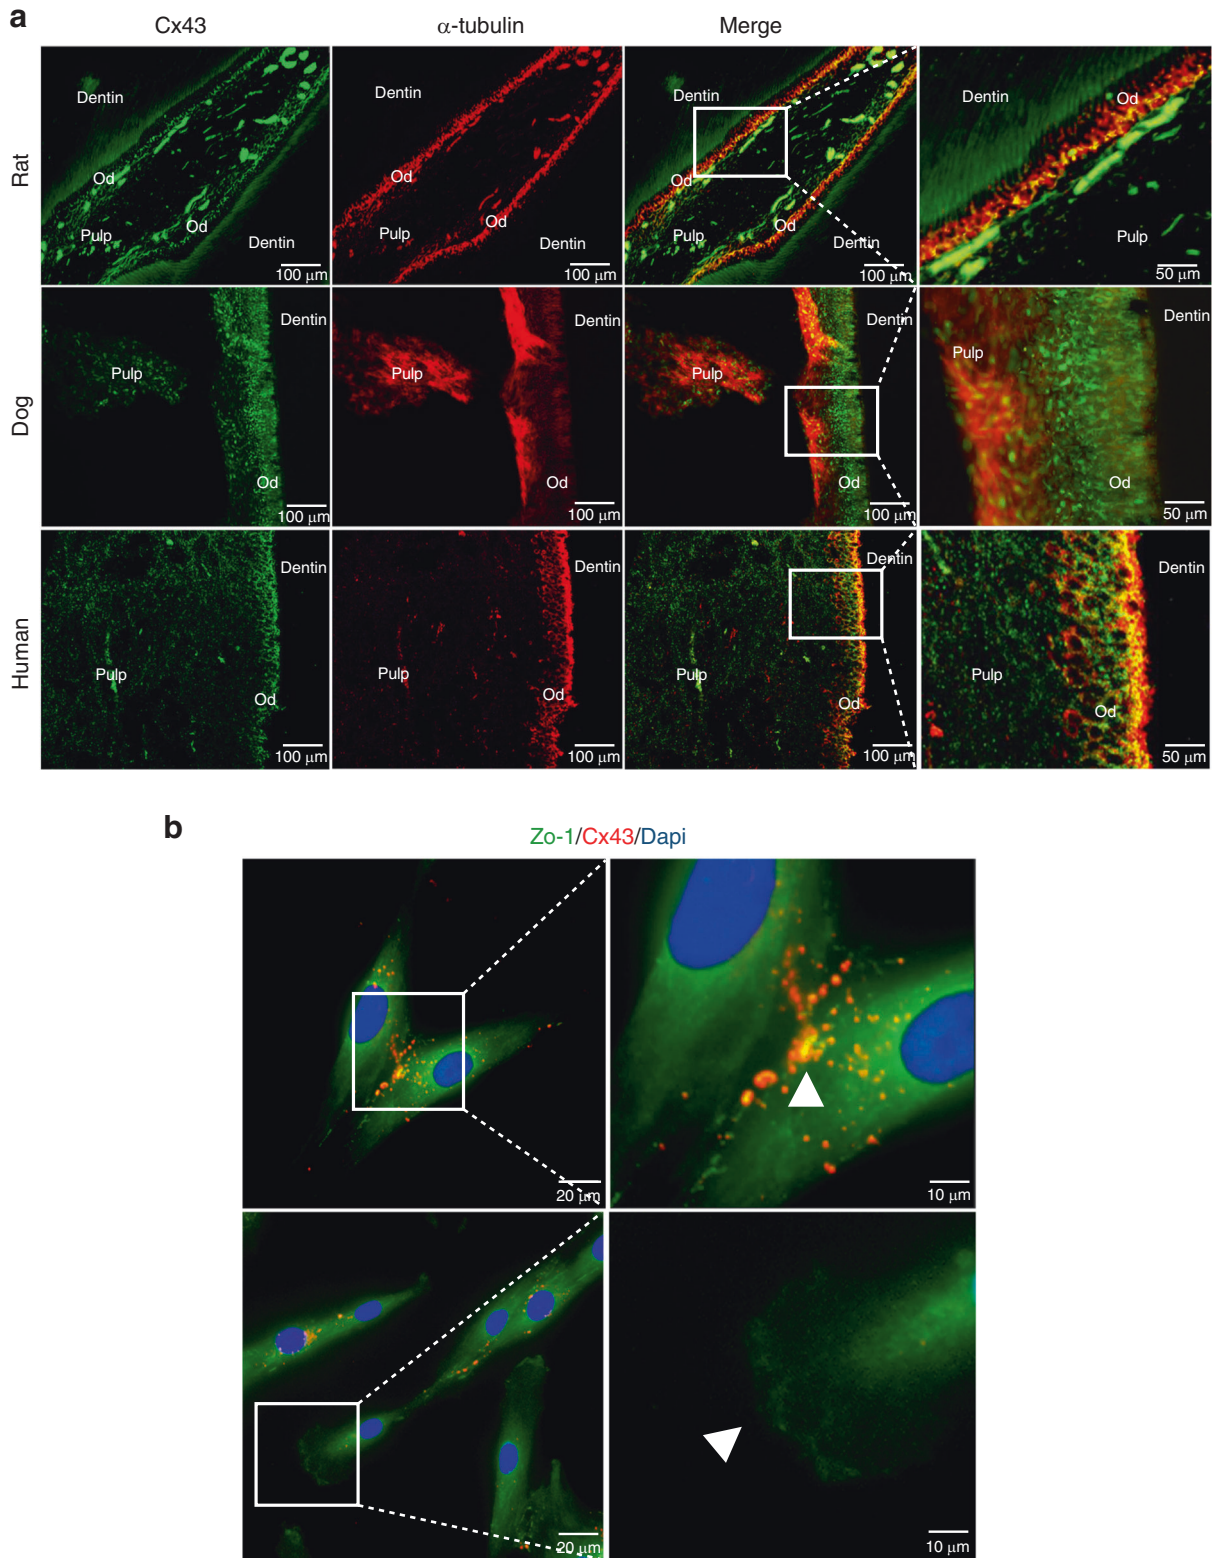 a
Cx43 α-tubulin Merge
Rat
Dentin
Od
Pulp
Od
Dentin
100 μm
Dentin
Od
Od
Pulp
Dentin
100 μm
Dentin
Od
Od
Pulp
Dentin
100 μm
Dentin
Od
Pulp
50 μm
Dog
Dentin
Pulp
Od
100 μm
Dentin
Pulp
Od
100 μm
Dentin
Pulp
Od
100 μm
Dentin
Pulp
Od
50 μm
Human
Dentin
Pulp
Od
100 μm
Dentin
Pulp
Od
100 μm
Dentin
Pulp
Od
100 μm
Dentin
Pulp
Od
50 μm
b
Zo-1/Cx43/Dapi
20 μm
10 μm
20 μm
10 μm